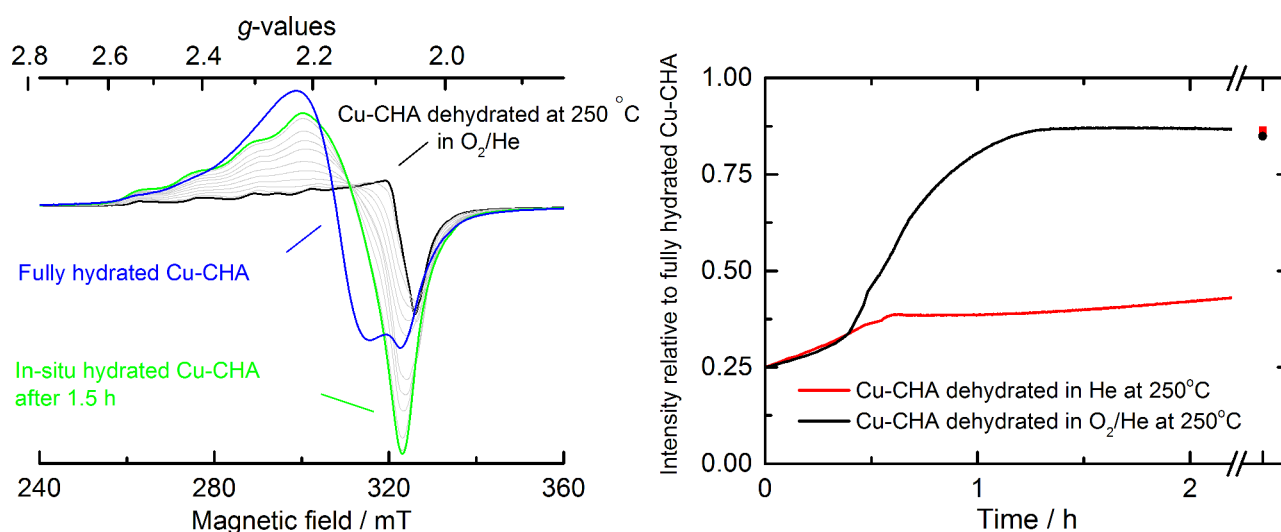 g-values
2.8 2.6 2.4 2.2 2.0
Cu-CHA dehydrated at 250 °C
in O₂/He
Fully hydrated Cu-CHA
In-situ hydrated Cu-CHA
after 1.5 h
240 280 320 360
Magnetic field / mT
Intensity relative to fully hydrated Cu-CHA
1.00
0.75
0.50
0.25
0.00
Cu-CHA dehydrated in He at 250°C
Cu-CHA dehydrated in O₂/He at 250°C
0 1 2
Time / h